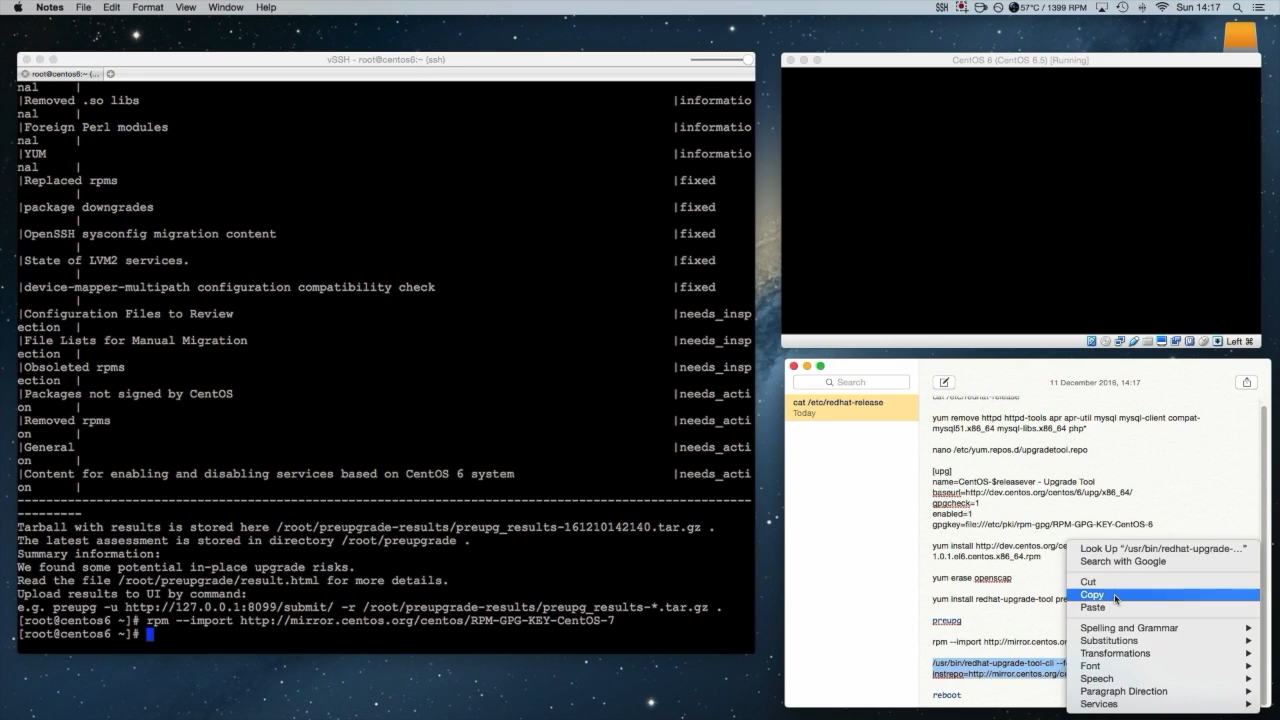 Notes File Edit Format View Window Help
57°C / 1399 RPM Sun 14:17
vSSH - root@centos6:~ (ssh)
root@centos6:~ (...
nal |
|Removed .so libs |informatio
nal |
|Foreign Perl modules |informatio
nal |
|YUM |informatio
nal |
|Replaced rpms |fixed
|
|package downgrades |fixed
|
|OpenSSH sysconfig migration content |fixed
|
|State of LVM2 services. |fixed
|
|device-mapper-multipath configuration compatibility check |fixed
|
|Configuration Files to Review |needs_insp
ection |
|File Lists for Manual Migration |needs_insp
ection |
|Obsoleted rpms |needs_insp
ection |
|Packages not signed by CentOS |needs_acti
on |
|Removed rpms |needs_acti
on |
|General |needs_acti
on |
|Content for enabling and disabling services based on CentOS 6 system |needs_acti
on |
Tarball with results is stored here /root/preupgrade-results/preupg_results-161210142140.tar.gz .
The latest assessment is stored in directory /root/preupgrade .
Summary information:
We found some potential in-place upgrade risks.
Read the file /root/preupgrade/result.html for more details.
Upload results to UI by command:
e.g. preupg -u http://127.0.0.1:8099/submit/ -r /root/preupgrade-results/preupg_results-*.tar.gz .
[root@centos6 ~]# rpm --import http://mirror.centos.org/centos/RPM-GPG-KEY-CentOS-7
[root@centos6 ~]#
CentOS 6 (CentOS 6.5) [Running]
Left ⌘
Search
11 December 2016, 14:17
cat /etc/redhat-release
Today
cat /etc/redhat-release
yum remove httpd httpd-tools apr apr-util mysql mysql-client compat-
mysql51.x86_64 mysql-libs.x86_64 php*
nano /etc/yum.repos.d/upgradetool.repo
[upg]
name=CentOS-$releasever - Upgrade Tool
baseurl=http://dev.centos.org/centos/6/upg/x86_64/
gpgcheck=1
enabled=1
gpgkey=file:///etc/pki/rpm-gpg/RPM-GPG-KEY-CentOS-6
yum install http://dev.centos.org/ce
1.0.1.el6.centos.x86_64.rpm
yum erase openscap
yum install redhat-upgrade-tool pre
preupg
rpm --import http://mirror.centos.or
/usr/bin/redhat-upgrade-tool-cli --f
instrepo=http://mirror.centos.org/ce
reboot
Look Up "/usr/bin/redhat-upgrade-..."
Search with Google
Cut
Copy
Paste
Spelling and Grammar
Substitutions
Transformations
Font
Speech
Paragraph Direction
Services